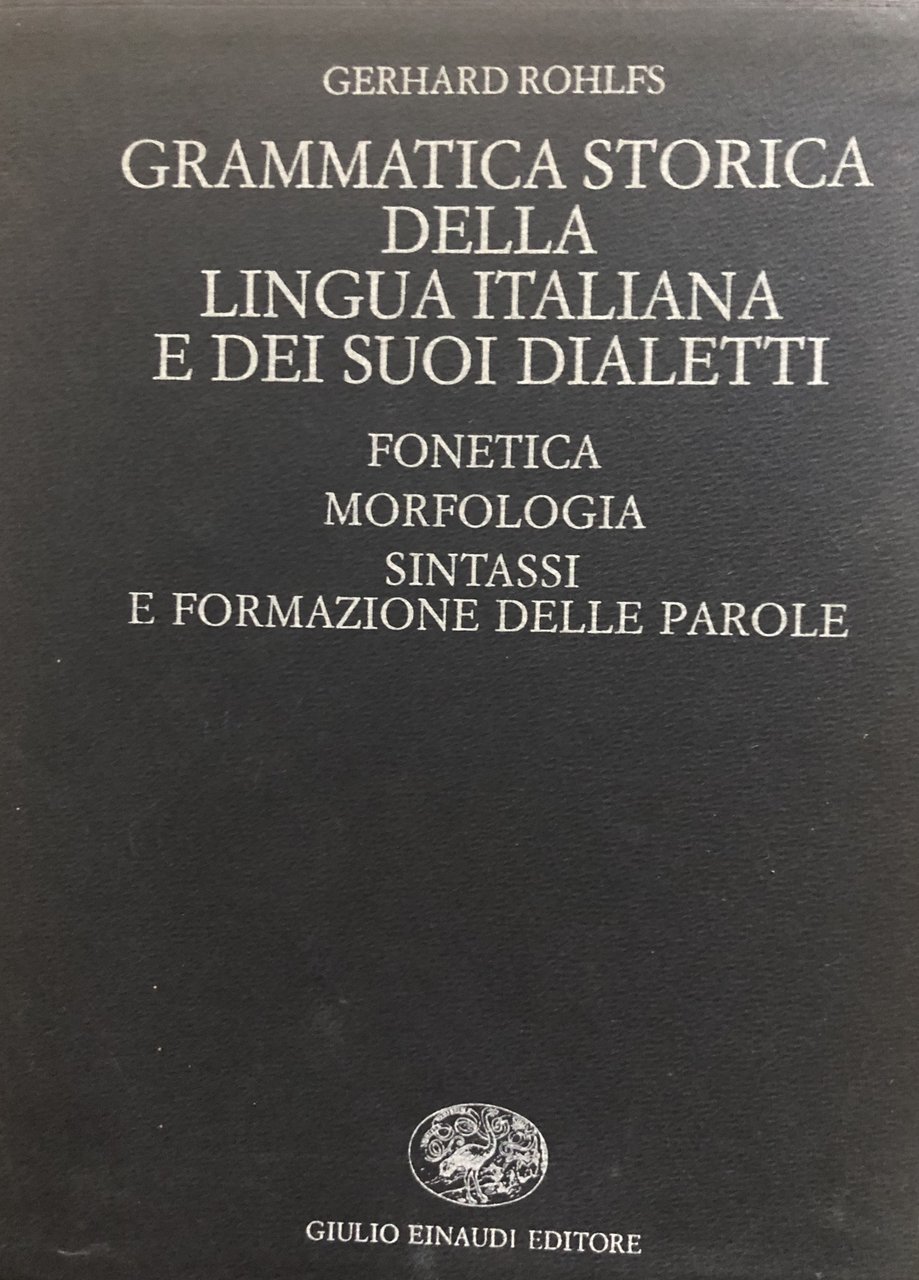 GERHARD ROHLFS
GRAMMATICA STORICA
DELLA
LINGUA ITALIANA
E DEI SUOI DIALETTI
FONETICA
MORFOLOGIA
SINTASSI
E FORMAZIONE DELLE PAROLE
GIULIO EINAUDI EDITORE